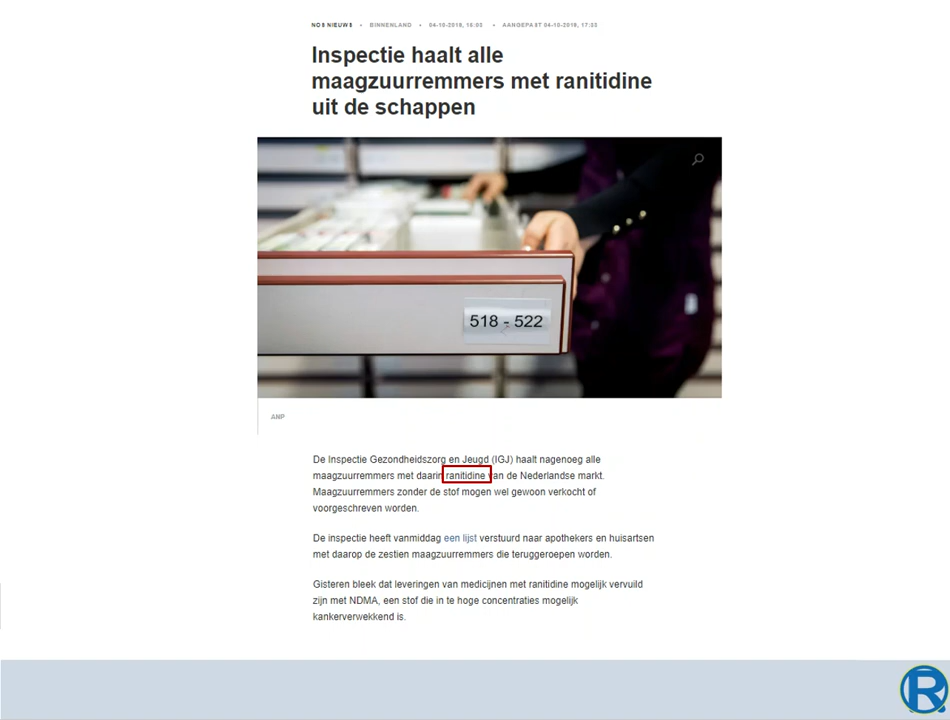 NOS NIEUWS • BINNENLAND • 04-10-2019, 16:00 • AANGEPAST 04-10-2019, 17:33
Inspectie haalt alle
maagzuurremmers met ranitidine
uit de schappen
518 - 522
ANP
De Inspectie Gezondheidszorg en Jeugd (IGJ) haalt nagenoeg alle
maagzuurremmers met daarin ranitidine van de Nederlandse markt.
Maagzuurremmers zonder de stof mogen wel gewoon verkocht of
voorgeschreven worden.
De inspectie heeft vanmiddag een lijst verstuurd naar apothekers en huisartsen
met daarop de zestien maagzuurremmers die teruggeroepen worden.
Gisteren bleek dat leveringen van medicijnen met ranitidine mogelijk vervuild
zijn met NDMA, een stof die in te hoge concentraties mogelijk
kankerverwekkend is.
R